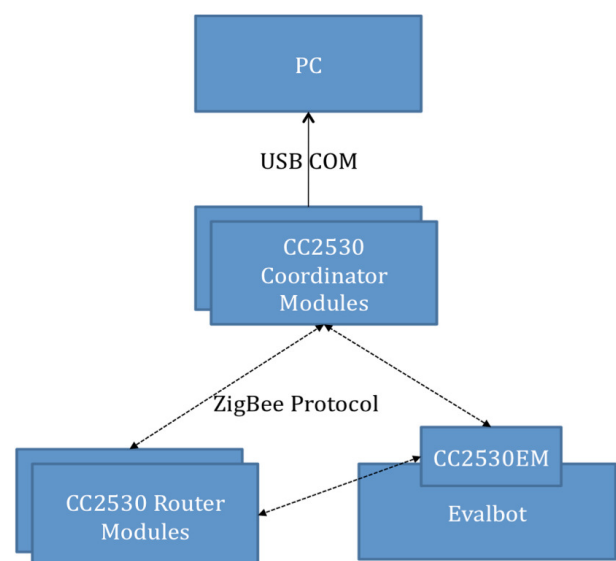 PC
USB COM
CC2530
Coordinator
Modules
ZigBee Protocol
CC2530EM
CC2530 Router
Modules
Evalbot